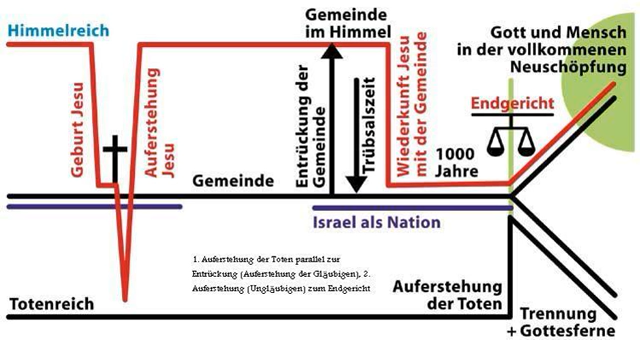 Himmelreich
Geburt Jesu
Auferstehung
Jesu
Gemeinde
Gemeinde
im Himmel
Entrückung der
Gemeinde
Trübsalszeit
Wiederkunft Jesu
mit der Gemeinde
1000
Jahre
Endgericht
Gott und Mensch
in der vollkommenen
Neuschöpfung
Israel als Nation
1. Auferstehung der Toten parallel zur
Entrückung (Auferstehung der Gläubigen), 2.
Auferstehung (Ungläubigen) zum Endgericht
Totenreich
Auferstehung
der Toten
Trennung
+ Gottesferne